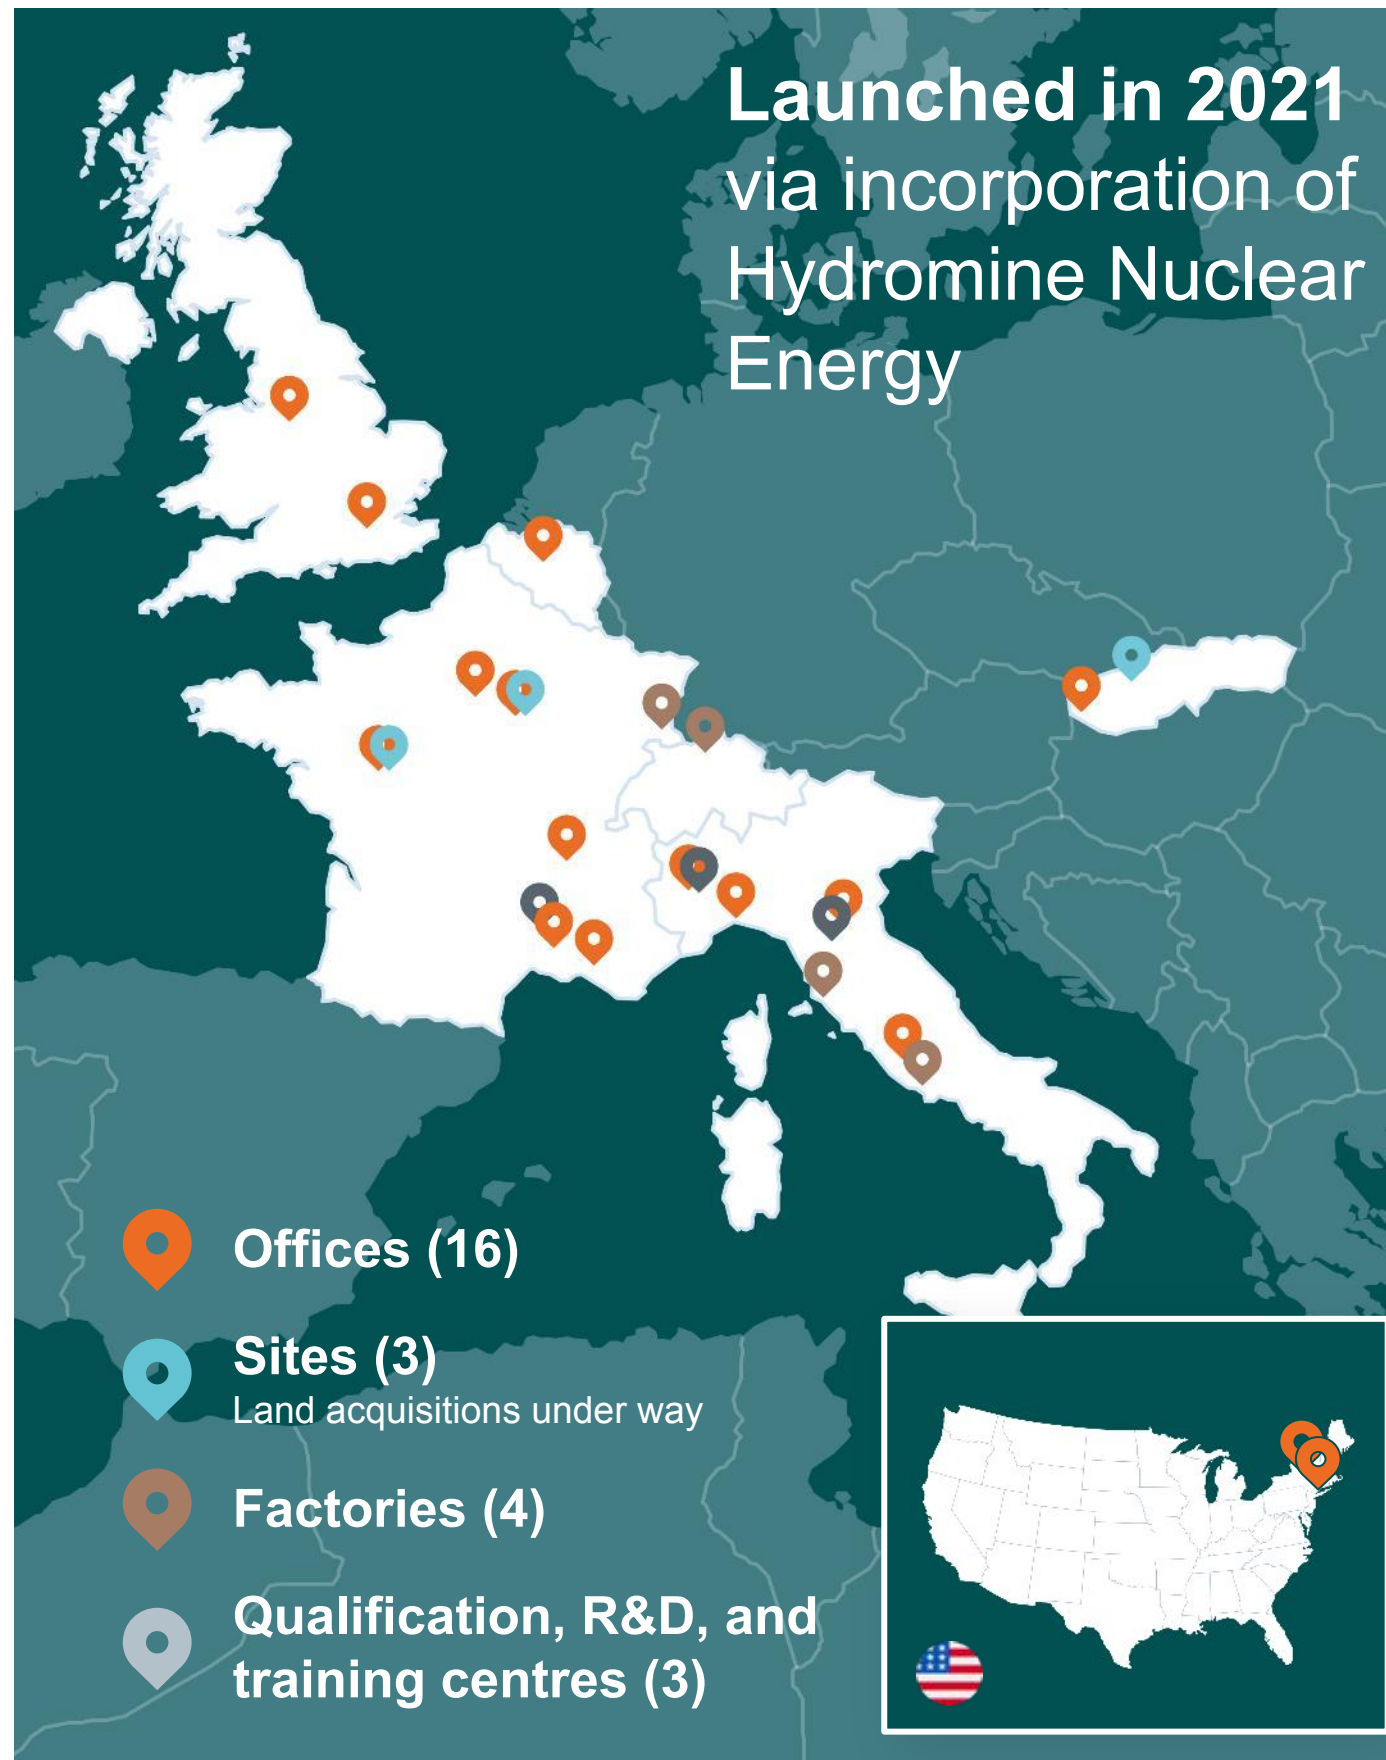 Launched in 2021
via incorporation of
Hydromine Nuclear
Energy
Offices (16)
Sites (3)
Land acquisitions under way
Factories (4)
Qualification, R&D, and
training centres (3)